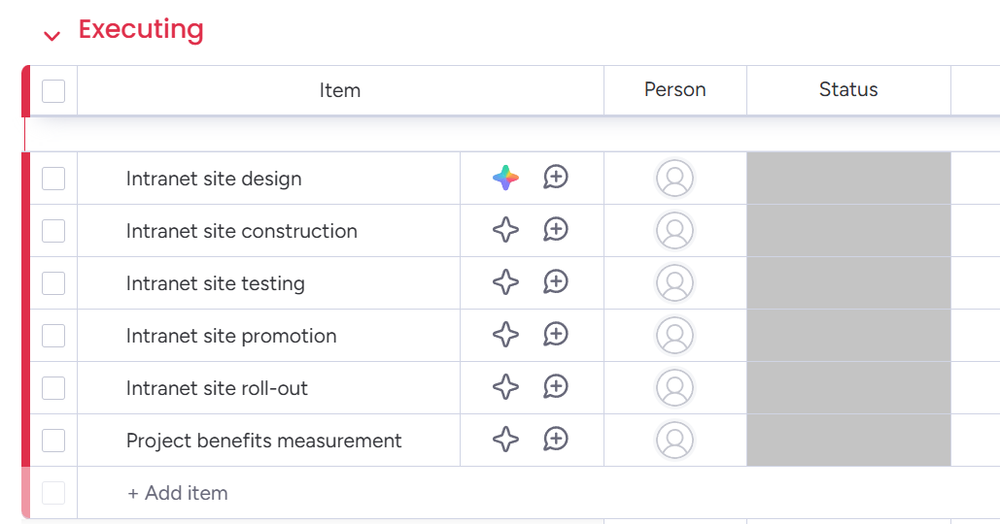 Executing
Item Person Status
Intranet site design
Intranet site construction
Intranet site testing
Intranet site promotion
Intranet site roll-out
Project benefits measurement
+ Add item